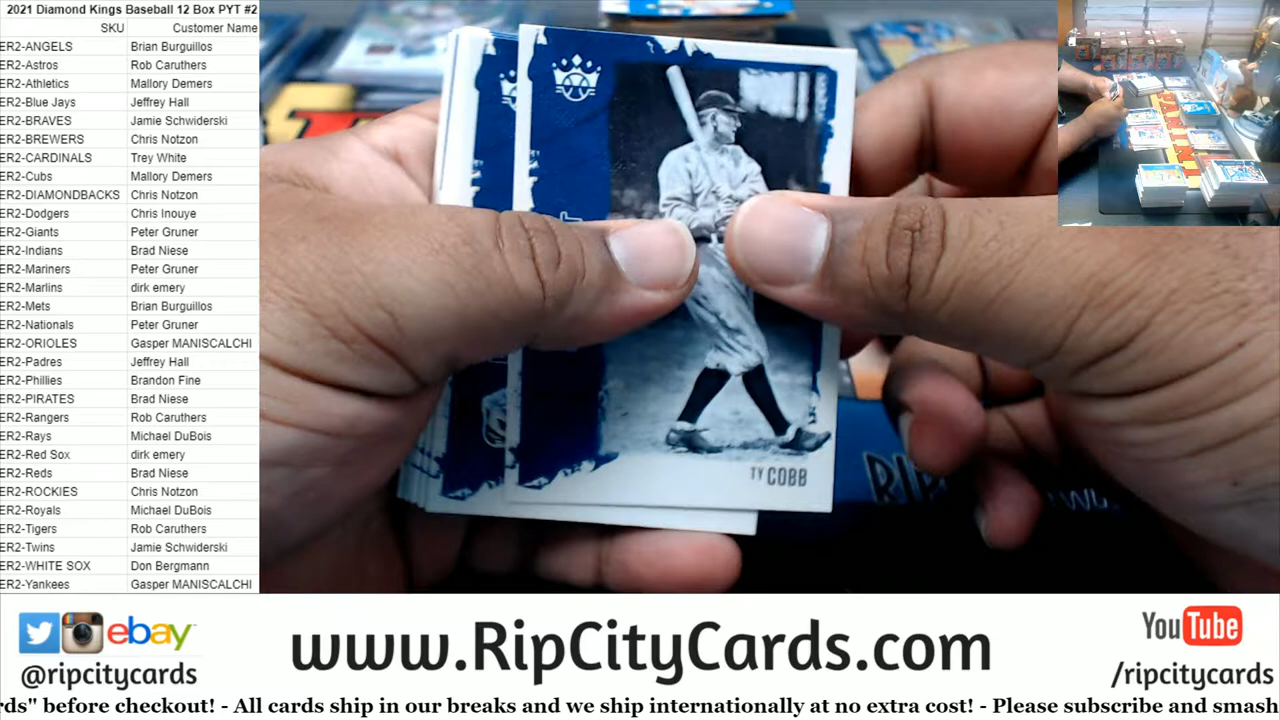 2021 Diamond Kings Baseball 12 Box PYT #2
SKU Customer Name
ER2-ANGELS Brian Burguillos
ER2-Astros Rob Caruthers
ER2-Athletics Mallory Demers
ER2-Blue Jays Jeffrey Hall
ER2-BRAVES Jamie Schwiderski
ER2-BREWERS Chris Notzon
ER2-CARDINALS Trey White
ER2-Cubs Mallory Demers
ER2-DIAMONDBACKS Chris Notzon
ER2-Dodgers Chris Inouye
ER2-Giants Peter Gruner
ER2-Indians Brad Niese
ER2-Mariners Peter Gruner
ER2-Marlins dirk emery
ER2-Mets Brian Burguillos
ER2-Nationals Peter Gruner
ER2-ORIOLES Gasper MANISCALCHI
ER2-Padres Jeffrey Hall
ER2-Phillies Brandon Fine
ER2-PIRATES Brad Niese
ER2-Rangers Rob Caruthers
ER2-Rays Michael DuBois
ER2-Red Sox dirk emery
ER2-Reds Brad Niese
ER2-ROCKIES Chris Notzon
ER2-Royals Michael DuBois
ER2-Tigers Rob Caruthers
ER2-Twins Jamie Schwiderski
ER2-WHITE SOX Don Bergmann
ER2-Yankees Gasper MANISCALCHI
TY COBB
RIP
PANINI
ebay
@ripcitycards
www.RipCityCards.com
YouTube
/ripcitycards
rds" before checkout! - All cards ship in our breaks and we ship internationally at no extra cost! - Please subscribe and smash